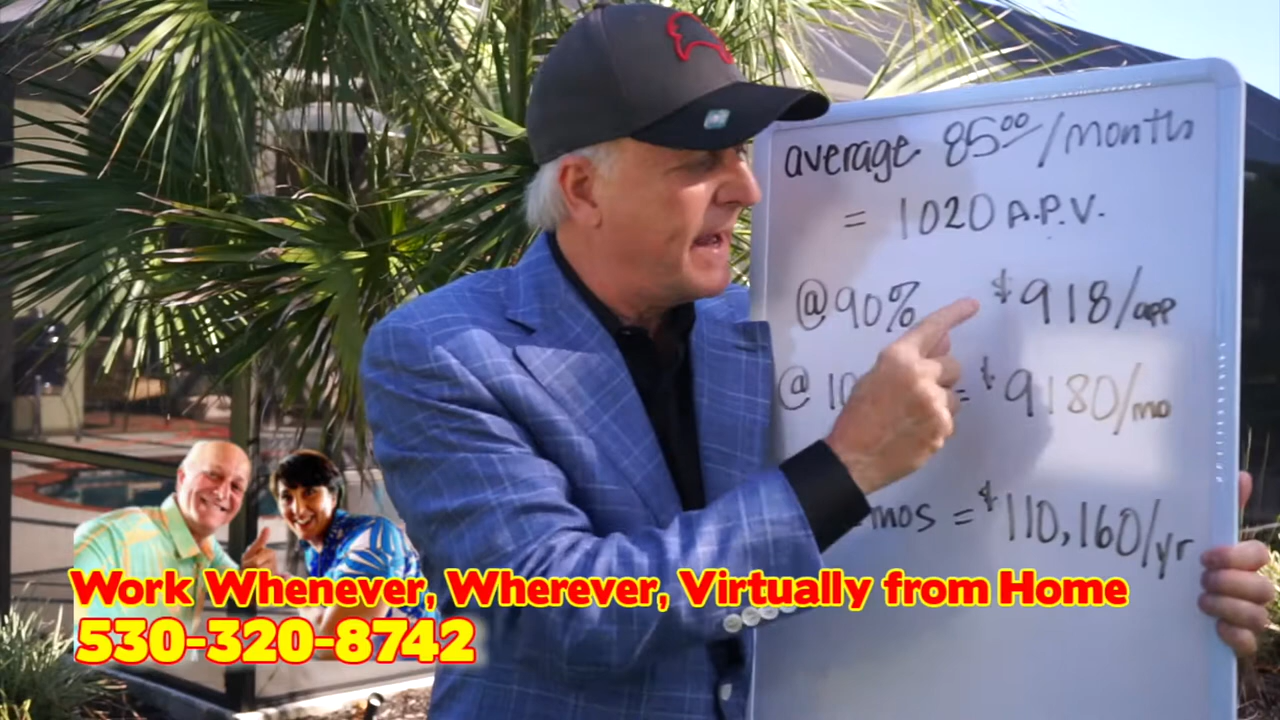 average 85⁰⁰/month
= 1020 A.P.V.
@90% $918/app
@ 10 = $9180/mo
mos = $110,160/yr
Work Whenever, Wherever, Virtually from Home
530-320-8742